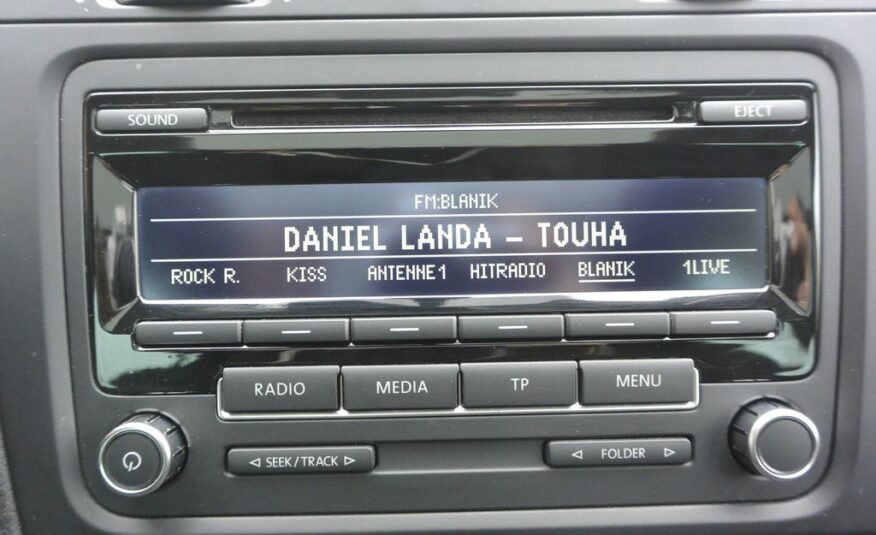 SOUND EJECT
FM:BLANIK
DANIEL LANDA - TOUHA
ROCK R. KISS ANTENNE1 HITRADIO BLANIK 1LIVE
RADIO MEDIA TP MENU
◁ SEEK/TRACK ▷ ◁ FOLDER ▷